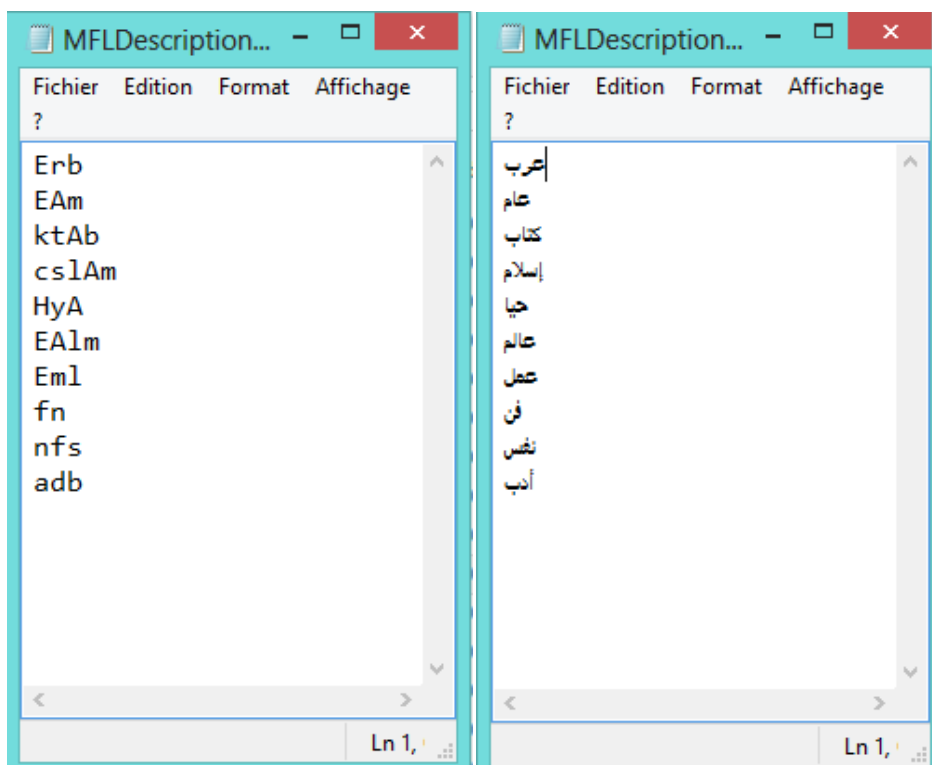 MFLDescription...
Fichier Edition Format Affichage
?
Erb
EAm
ktAb
cslAm
HyA
EAlm
Eml
fn
nfs
adb
Ln 1,
MFLDescription...
Fichier Edition Format Affichage
?
عرب
عام
كتاب
إسلام
حيا
عالم
عمل
فن
نفس
أدب
Ln 1,